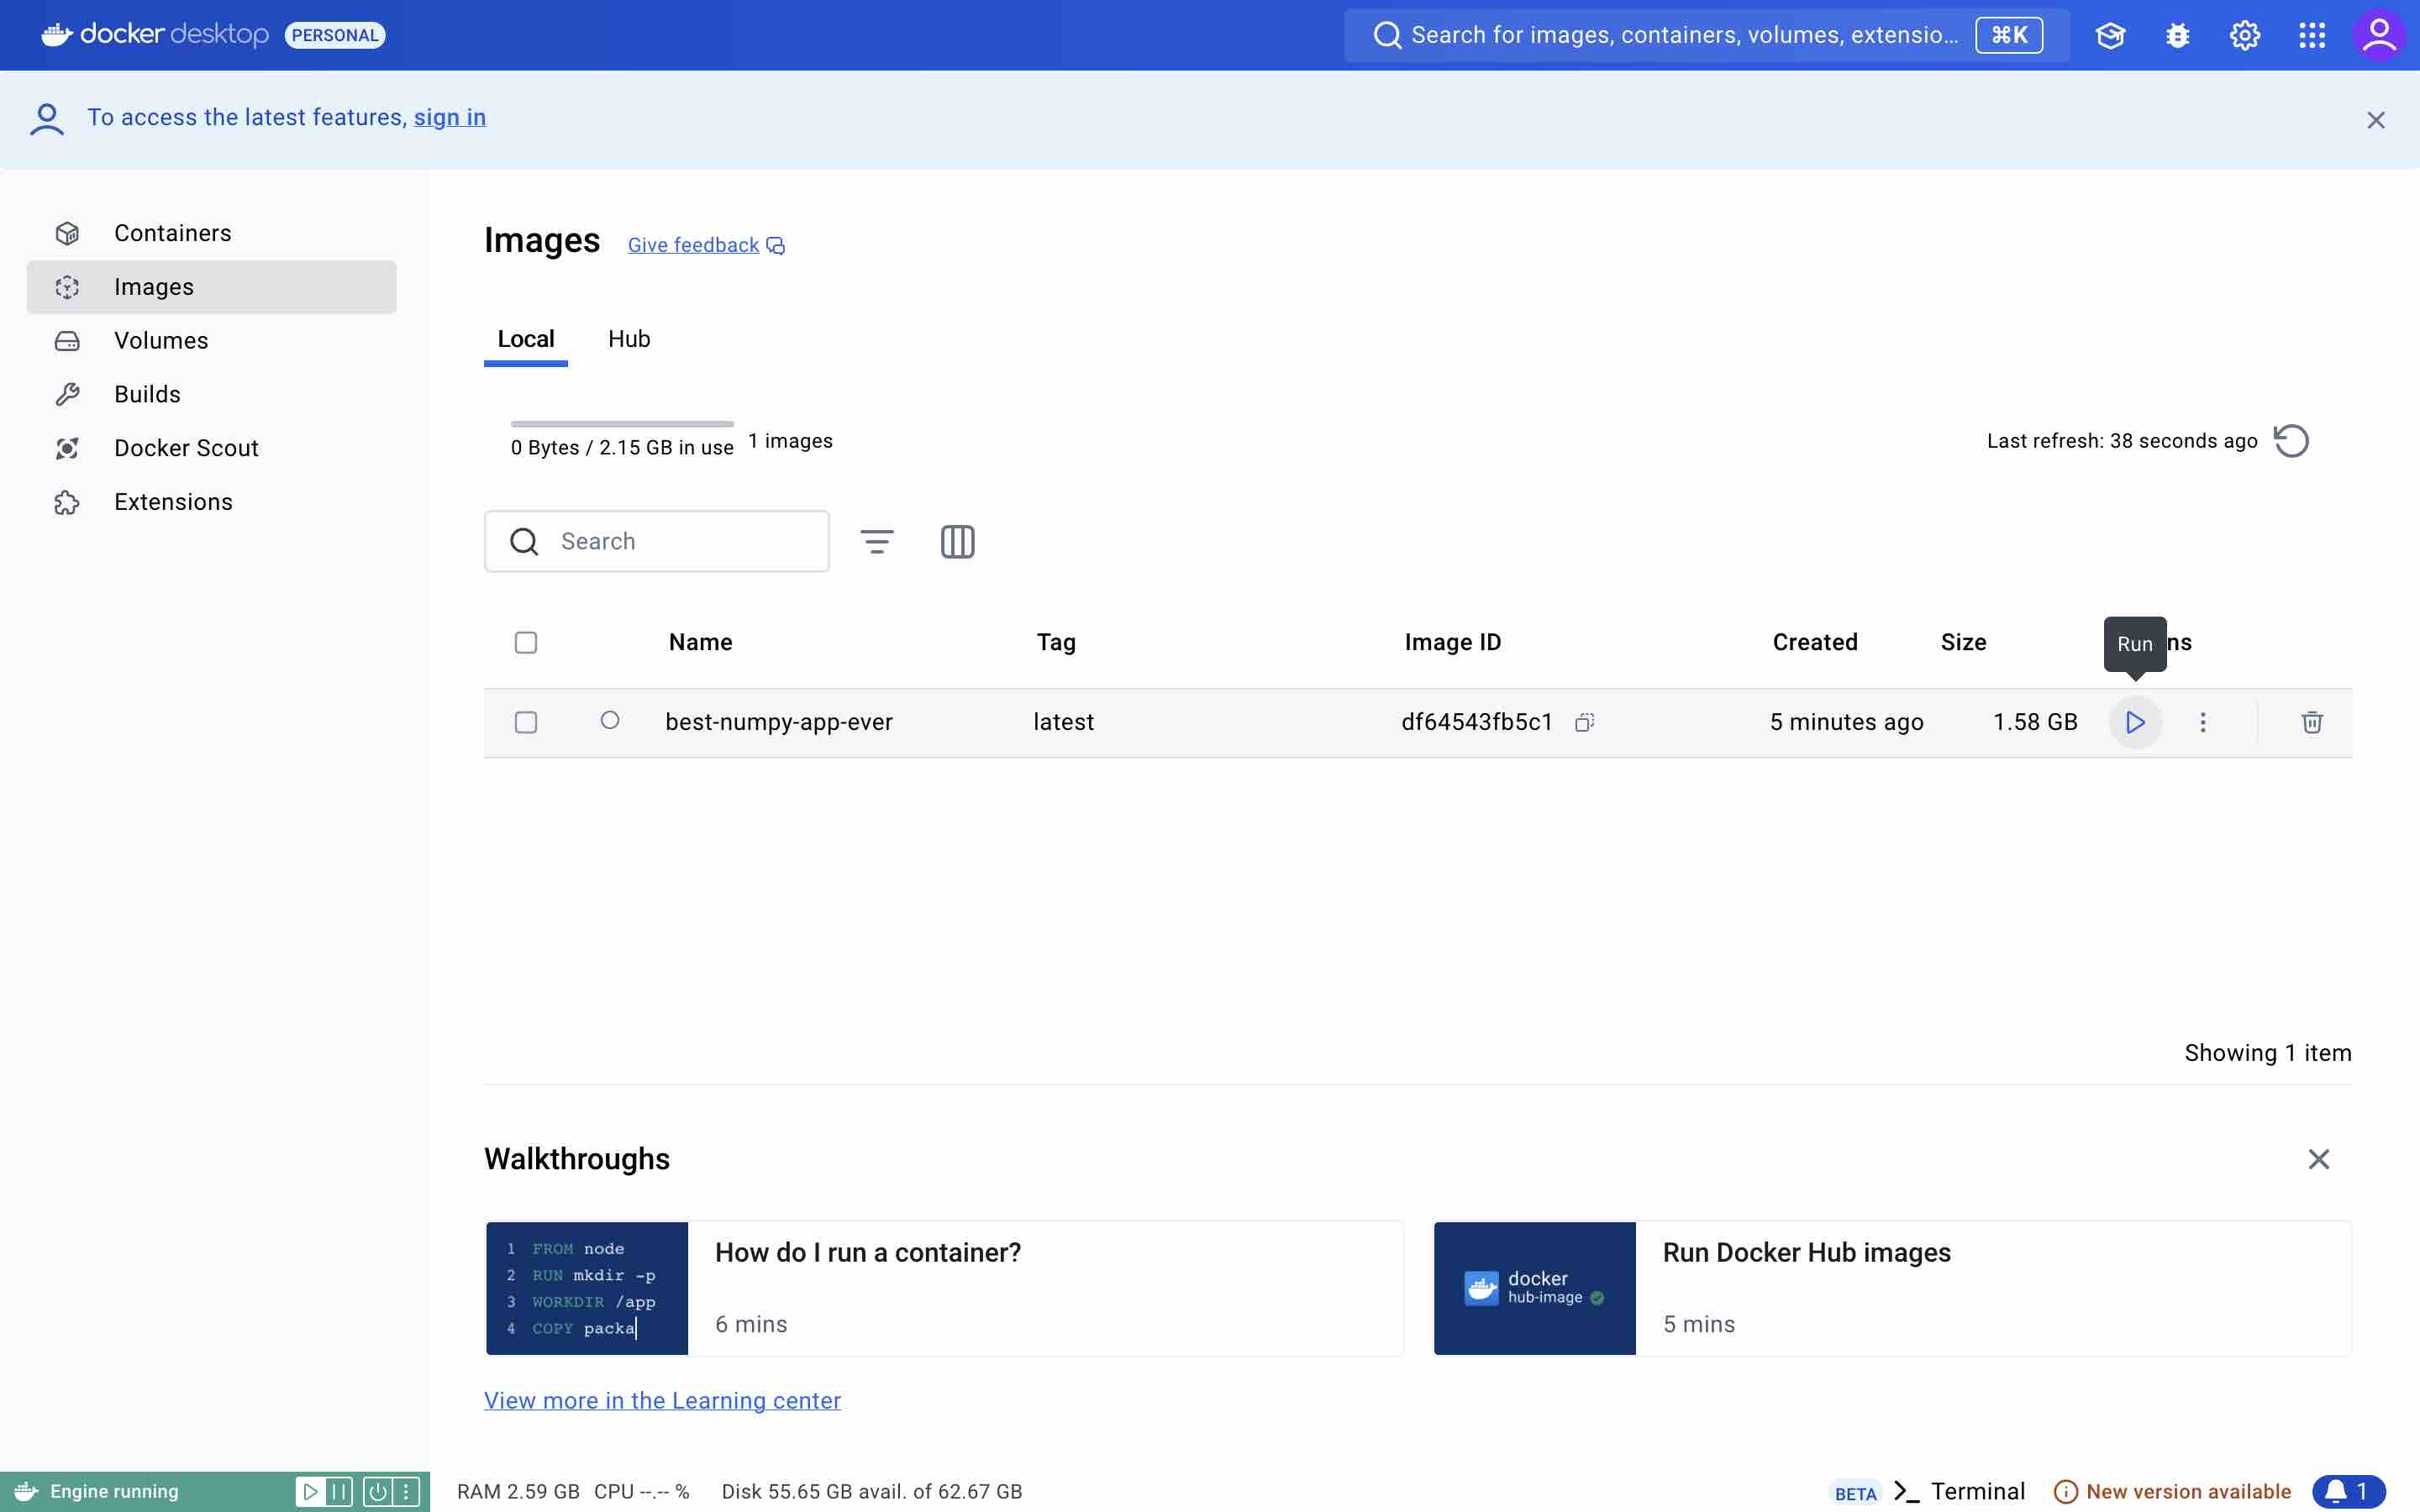 docker desktop PERSONAL
Search for images, containers, volumes, extensio... ⌘K
To access the latest features, sign in
Containers
Images
Volumes
Builds
Docker Scout
Extensions
Images Give feedback
Local Hub
0 Bytes / 2.15 GB in use 1 images
Last refresh: 38 seconds ago
Search
Name Tag Image ID Created Size ns
Run
best-numpy-app-ever latest df64543fb5c1 5 minutes ago 1.58 GB
Showing 1 item
Walkthroughs
1 FROM node
2 RUN mkdir -p
3 WORKDIR /app
4 COPY packa
How do I run a container?
6 mins
docker
hub-image
Run Docker Hub images
5 mins
View more in the Learning center
Engine running
RAM 2.59 GB CPU --.-- % Disk 55.65 GB avail. of 62.67 GB
BETA >_ Terminal New version available 1